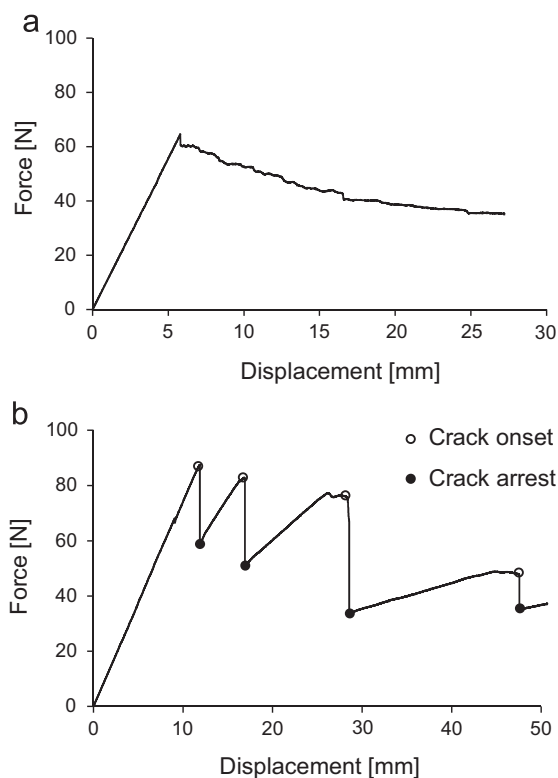 a
100
80
60
40
20
0
Force [N]
0 5 10 15 20 25 30
Displacement [mm]
b
100
80
60
40
20
0
Force [N]
Crack onset
Crack arrest
0 10 20 30 40 50
Displacement [mm]